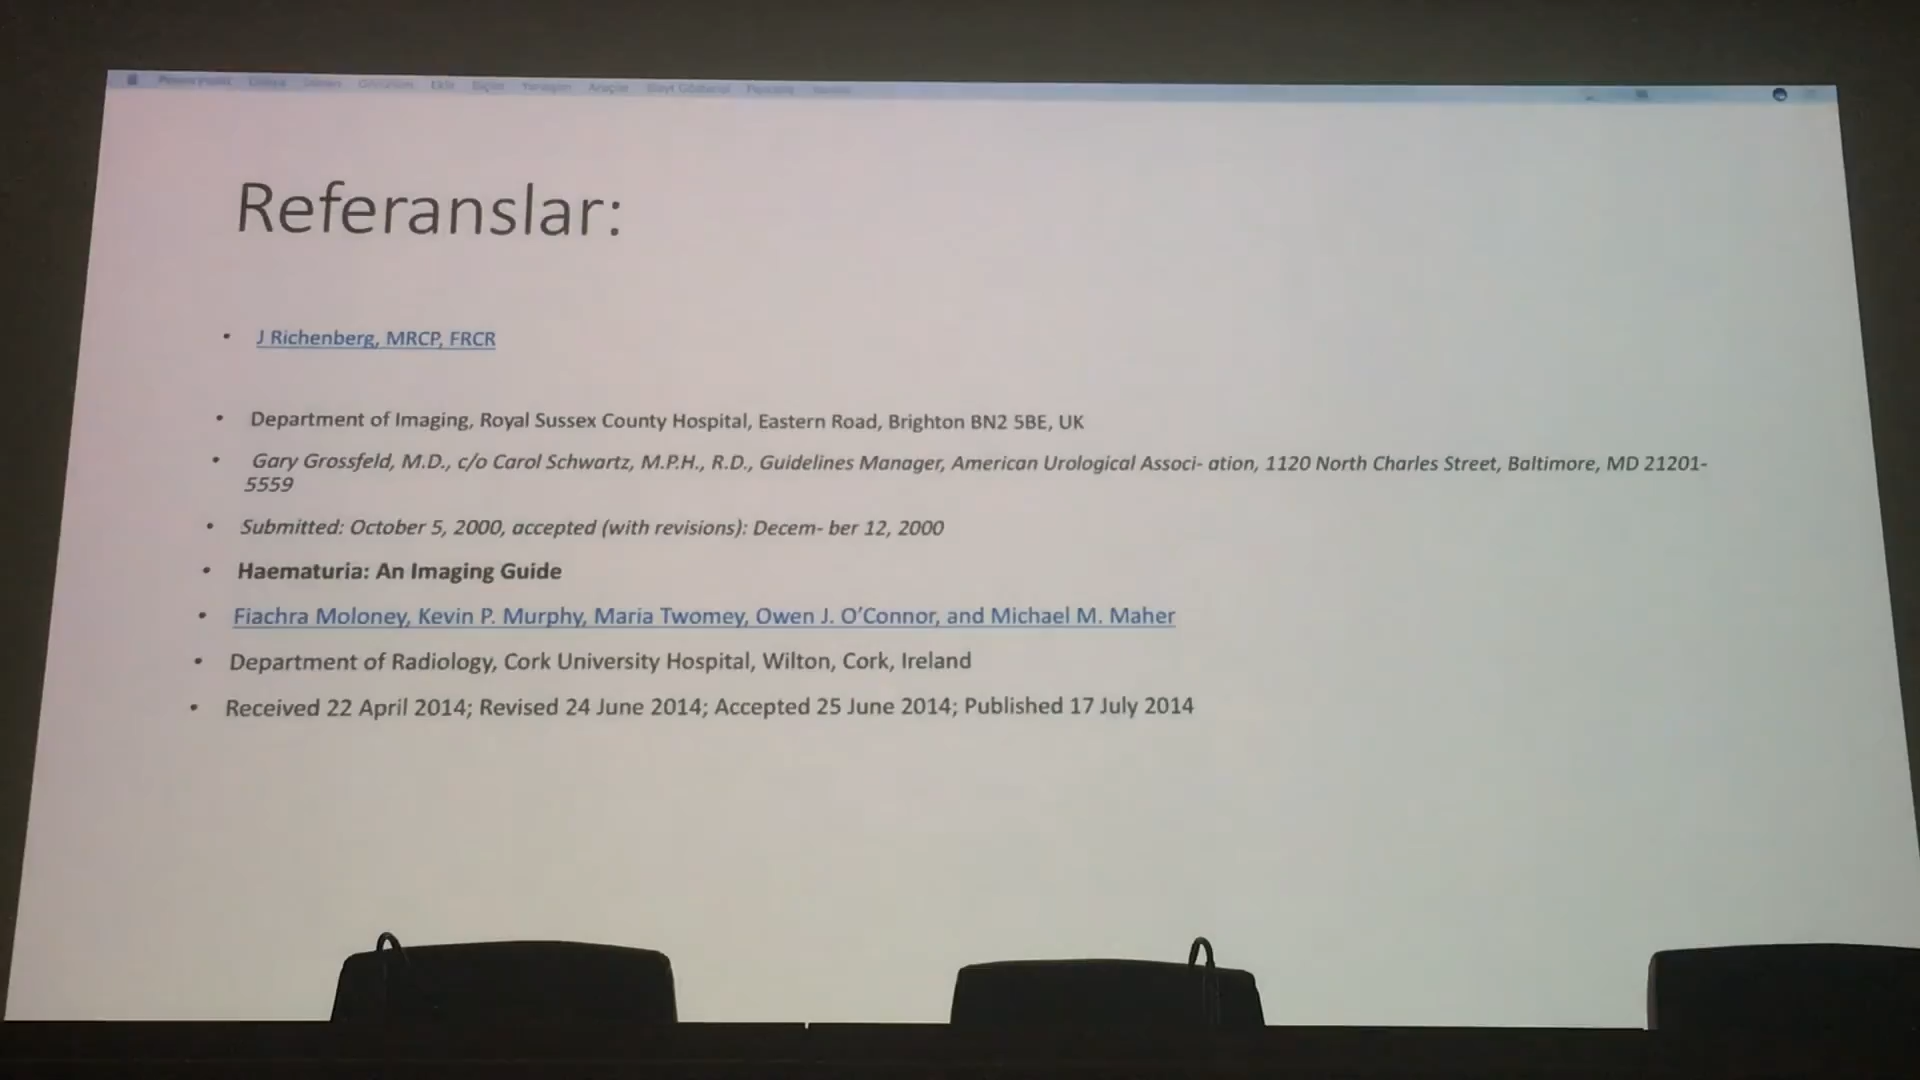 Referanslar:
• J Richenberg, MRCP, FRCR
• Department of Imaging, Royal Sussex County Hospital, Eastern Road, Brighton BN2 5BE, UK
• Gary Grossfeld, M.D., c/o Carol Schwartz, M.P.H., R.D., Guidelines Manager, American Urological Associ- ation, 1120 North Charles Street, Baltimore, MD 21201-
5559
• Submitted: October 5, 2000, accepted (with revisions): Decem- ber 12, 2000
• Haematuria: An Imaging Guide
• Fiachra Moloney, Kevin P. Murphy, Maria Twomey, Owen J. O’Connor, and Michael M. Maher
• Department of Radiology, Cork University Hospital, Wilton, Cork, Ireland
• Received 22 April 2014; Revised 24 June 2014; Accepted 25 June 2014; Published 17 July 2014